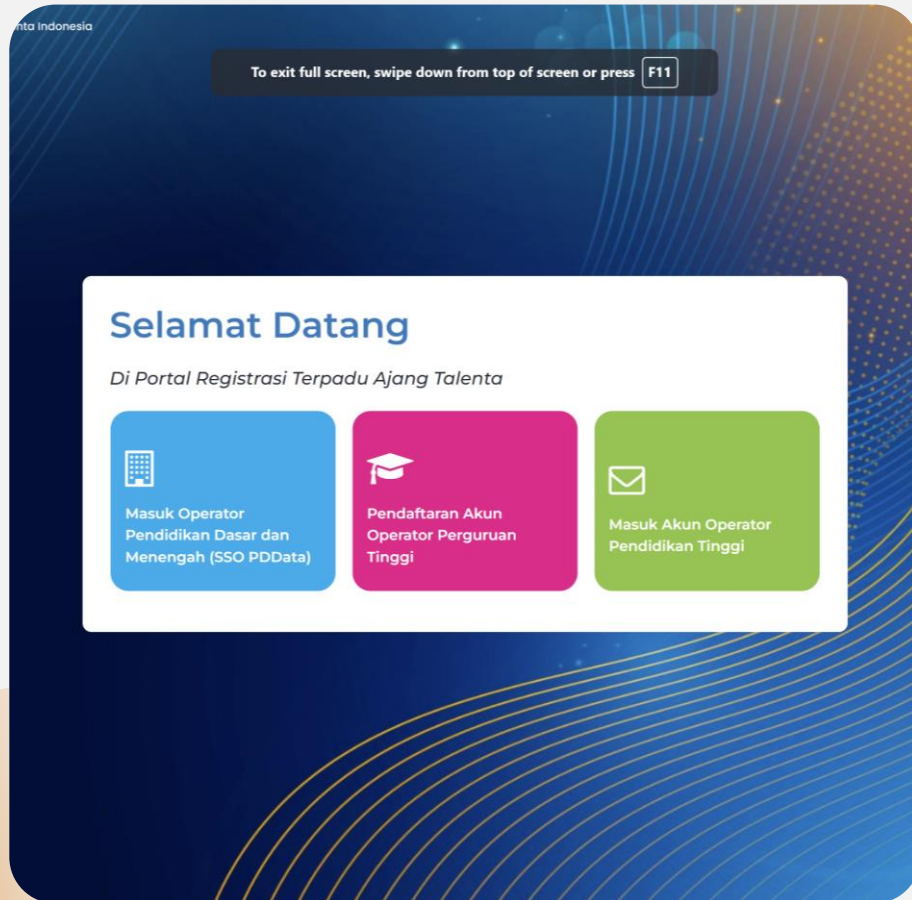 Indonesia
To exit full screen, swipe down from top of screen or press F11
Selamat Datang
Di Portal Registrasi Terpadu Ajang Talenta
Masuk Operator
Pendidikan Dasar dan
Menengah (SSO PDData)
Pendaftaran Akun
Operator Perguruan
Tinggi
Masuk Akun Operator
Pendidikan Tinggi